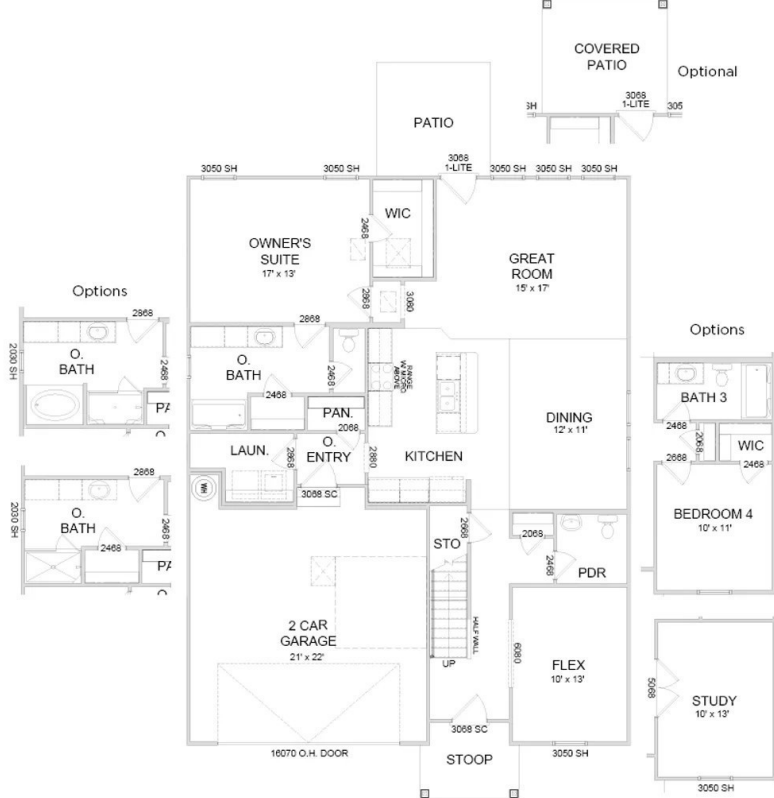 COVERED
PATIO
Optional
3068
1-LITE
SH
305
PATIO
3050 SH
3050 SH
3068
1-LITE
3050 SH
3050 SH
3050 SH
WIC
2468
OWNER'S
SUITE
17' x 13'
GREAT
ROOM
15' x 17'
2868
3080
Options
2868
2030 SH
O.
BATH
2468
PA
O
2868
O.
BATH
2468
2468
RANGE
W/ MICRO
ABOVE
PAN.
2068
DINING
12' x 11'
LAUN.
2868
O.
ENTRY
2880
KITCHEN
WH
3068 SC
Options
BATH 3
2468
2068
2668
WIC
2468
BEDROOM 4
10' x 11'
2868
2030 SH
O.
BATH
2468
2468
PA
O
STO
2668
2068
2468
PDR
2 CAR
GARAGE
21' x 22'
HALF WALL
UP
6080
FLEX
10' x 13'
5068
STUDY
10' x 13'
3068 SC
16070 O.H. DOOR
STOOP
3050 SH
3050 SH